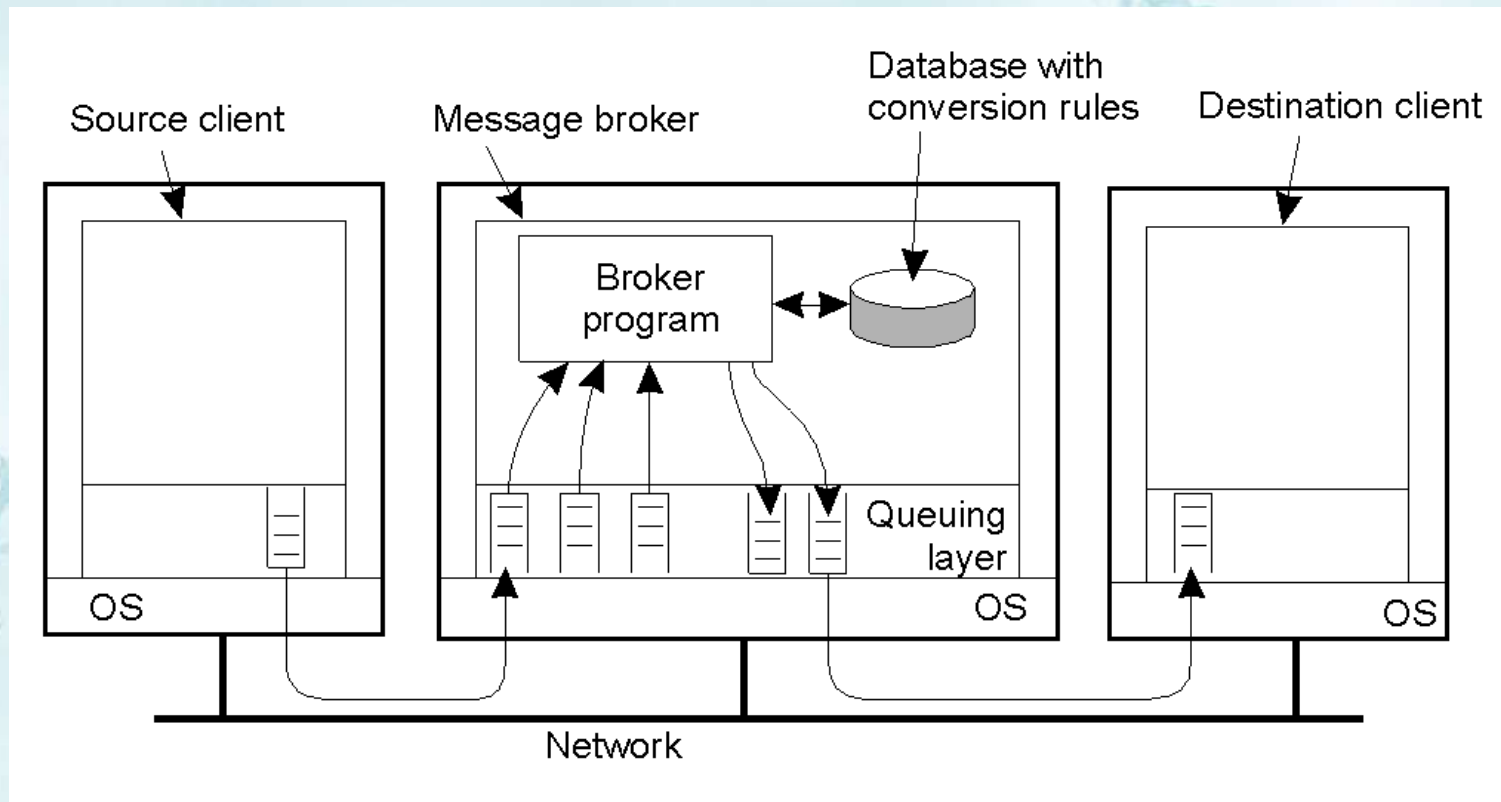 Source client
Message broker
Database with
conversion rules
Destination client
Broker
program
Queuing
layer
OS
OS
OS
Network